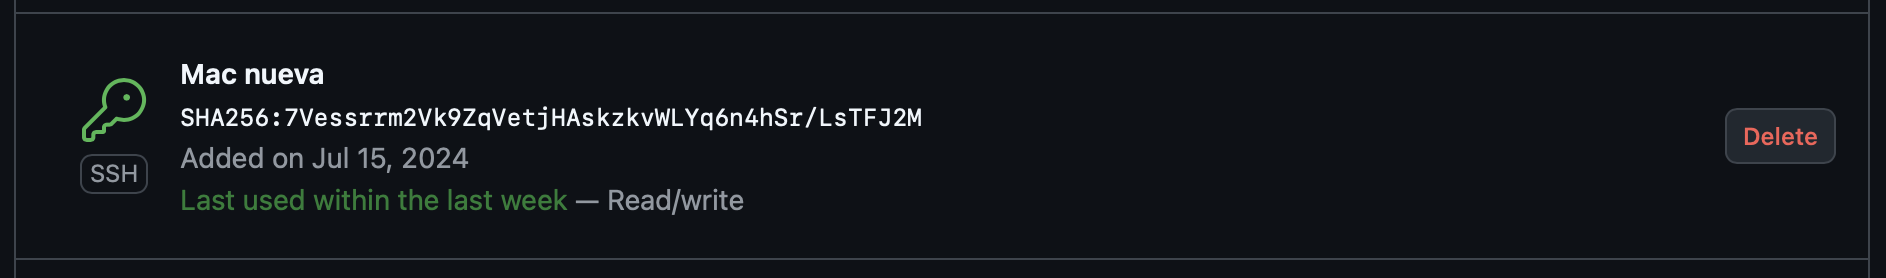 Mac nueva
SHA256:7Vessrrm2Vk9ZqVetjHAskzkvWLYq6n4hSr/LsTFJ2M
Added on Jul 15, 2024
SSH
Last used within the last week — Read/write
Delete